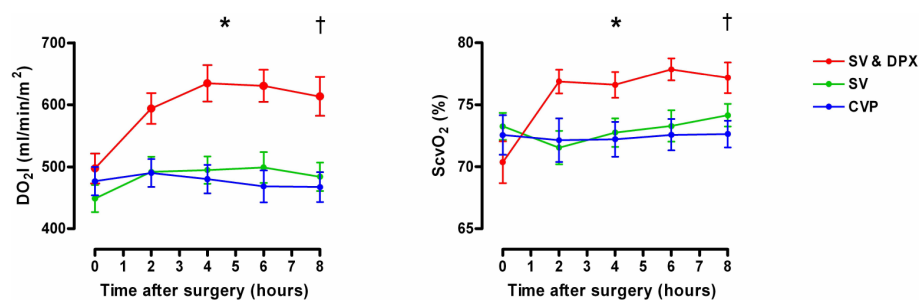 * †
700
600
500
400
DO₂I (ml/min/m²)
0 1 2 3 4 5 6 7 8
Time after surgery (hours)
* †
80
75
70
65
ScvO₂ (%)
0 1 2 3 4 5 6 7 8
Time after surgery (hours)
SV & DPX
SV
CVP